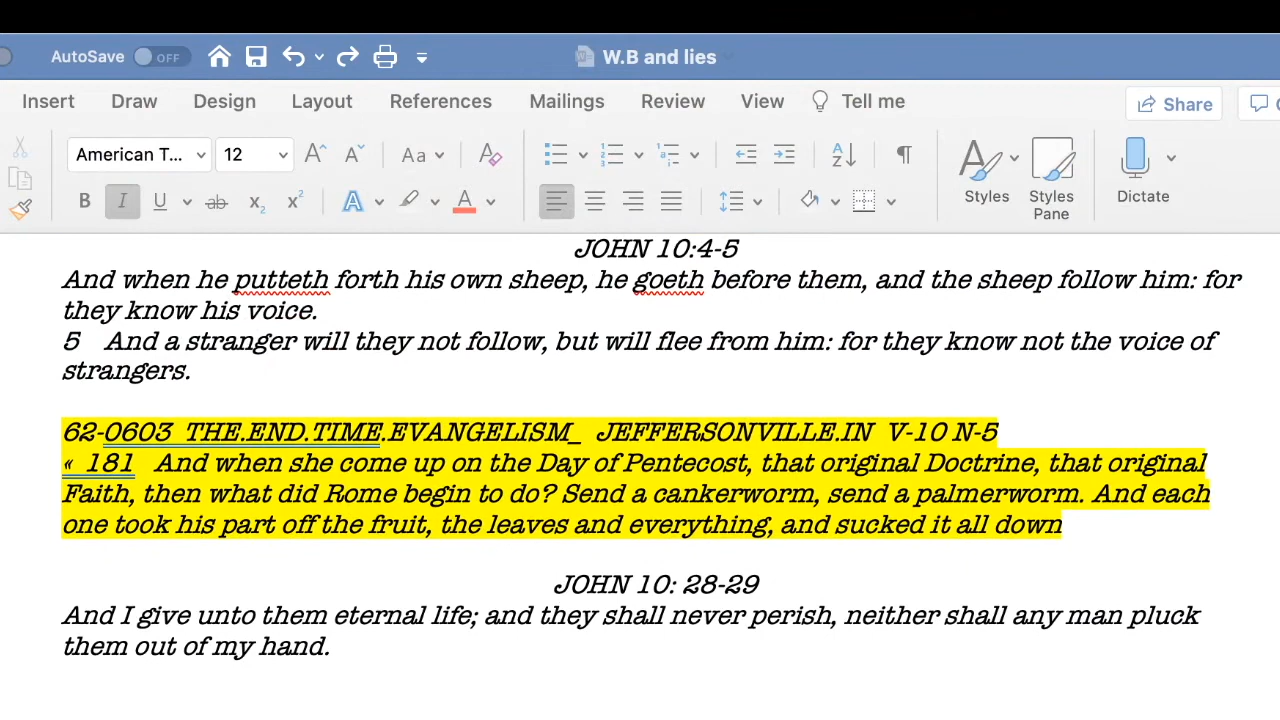 AutoSave OFF W.B and lies
Insert Draw Design Layout References Mailings Review View Tell me Share
American T... 12 A^ Aˇ Aa A A Z ¶
B I U ab x₂ x² A A Styles Styles Pane Dictate
JOHN 10:4-5
And when he putteth forth his own sheep, he goeth before them, and the sheep follow him: for
they know his voice.
5 And a stranger will they not follow, but will flee from him: for they know not the voice of
strangers.
62-0603 THE.END.TIME.EVANGELISM_ JEFFERSONVILLE.IN V-10 N-5
« 181 And when she come up on the Day of Pentecost, that original Doctrine, that original
Faith, then what did Rome begin to do? Send a cankerworm, send a palmerworm. And each
one took his part off the fruit, the leaves and everything, and sucked it all down
JOHN 10: 28-29
And I give unto them eternal life; and they shall never perish, neither shall any man pluck
them out of my hand.